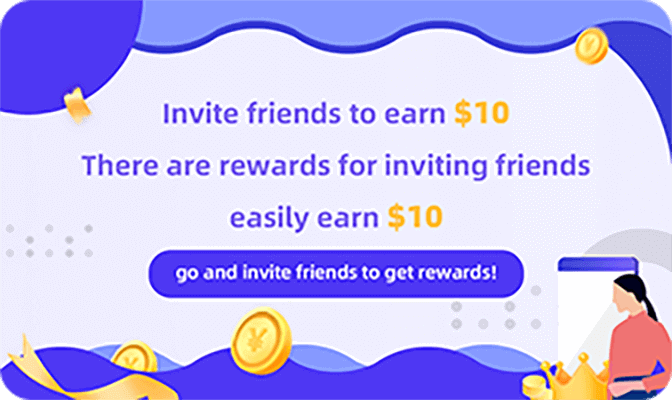 Invite friends to earn $10
There are rewards for inviting friends
easily earn $10
go and invite friends to get rewards!
¥
¥
¥